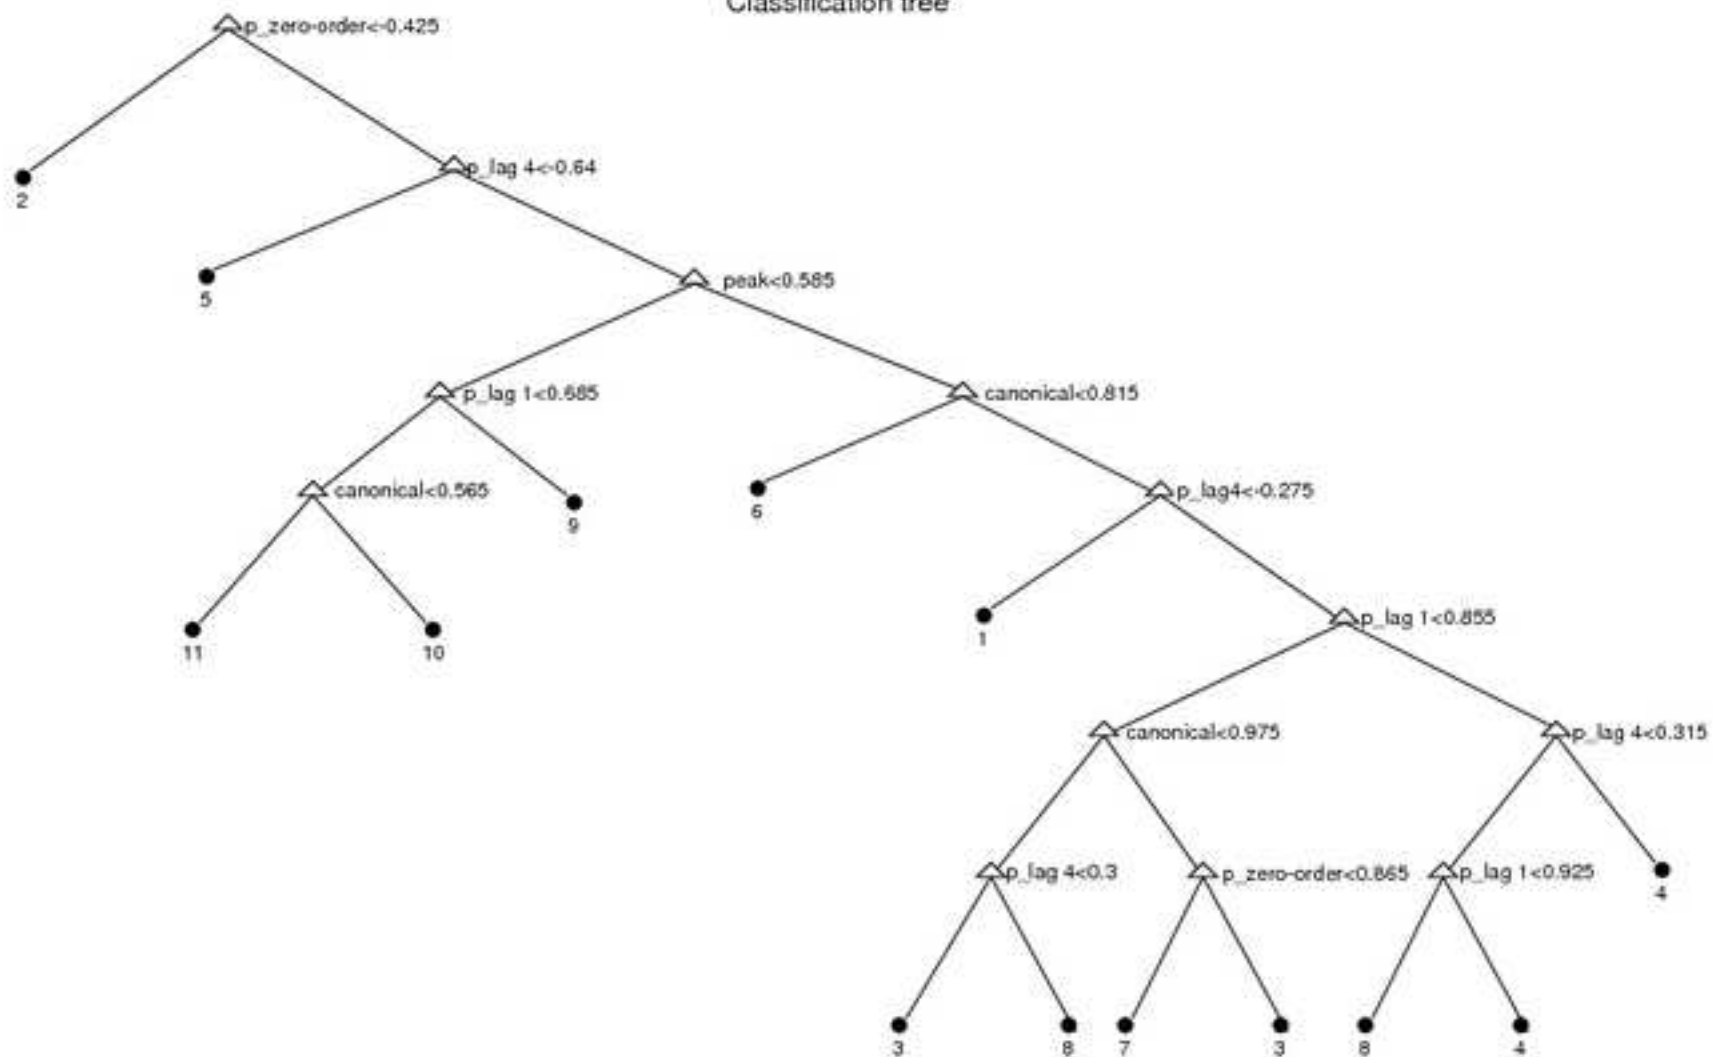 Classification tree
p_zero-order<-0.425
p_lag 4<-0.64
2
5
peak<0.585
p_lag 1<0.685
canonical<0.815
canonical<0.565
9
6
p_lag4<-0.275
11
10
1
p_lag 1<0.855
canonical<0.975
p_lag 4<0.315
p_lag 4<0.3
p_zero-order<0.865
p_lag 1<0.925
4
3
8
7
3
8
4